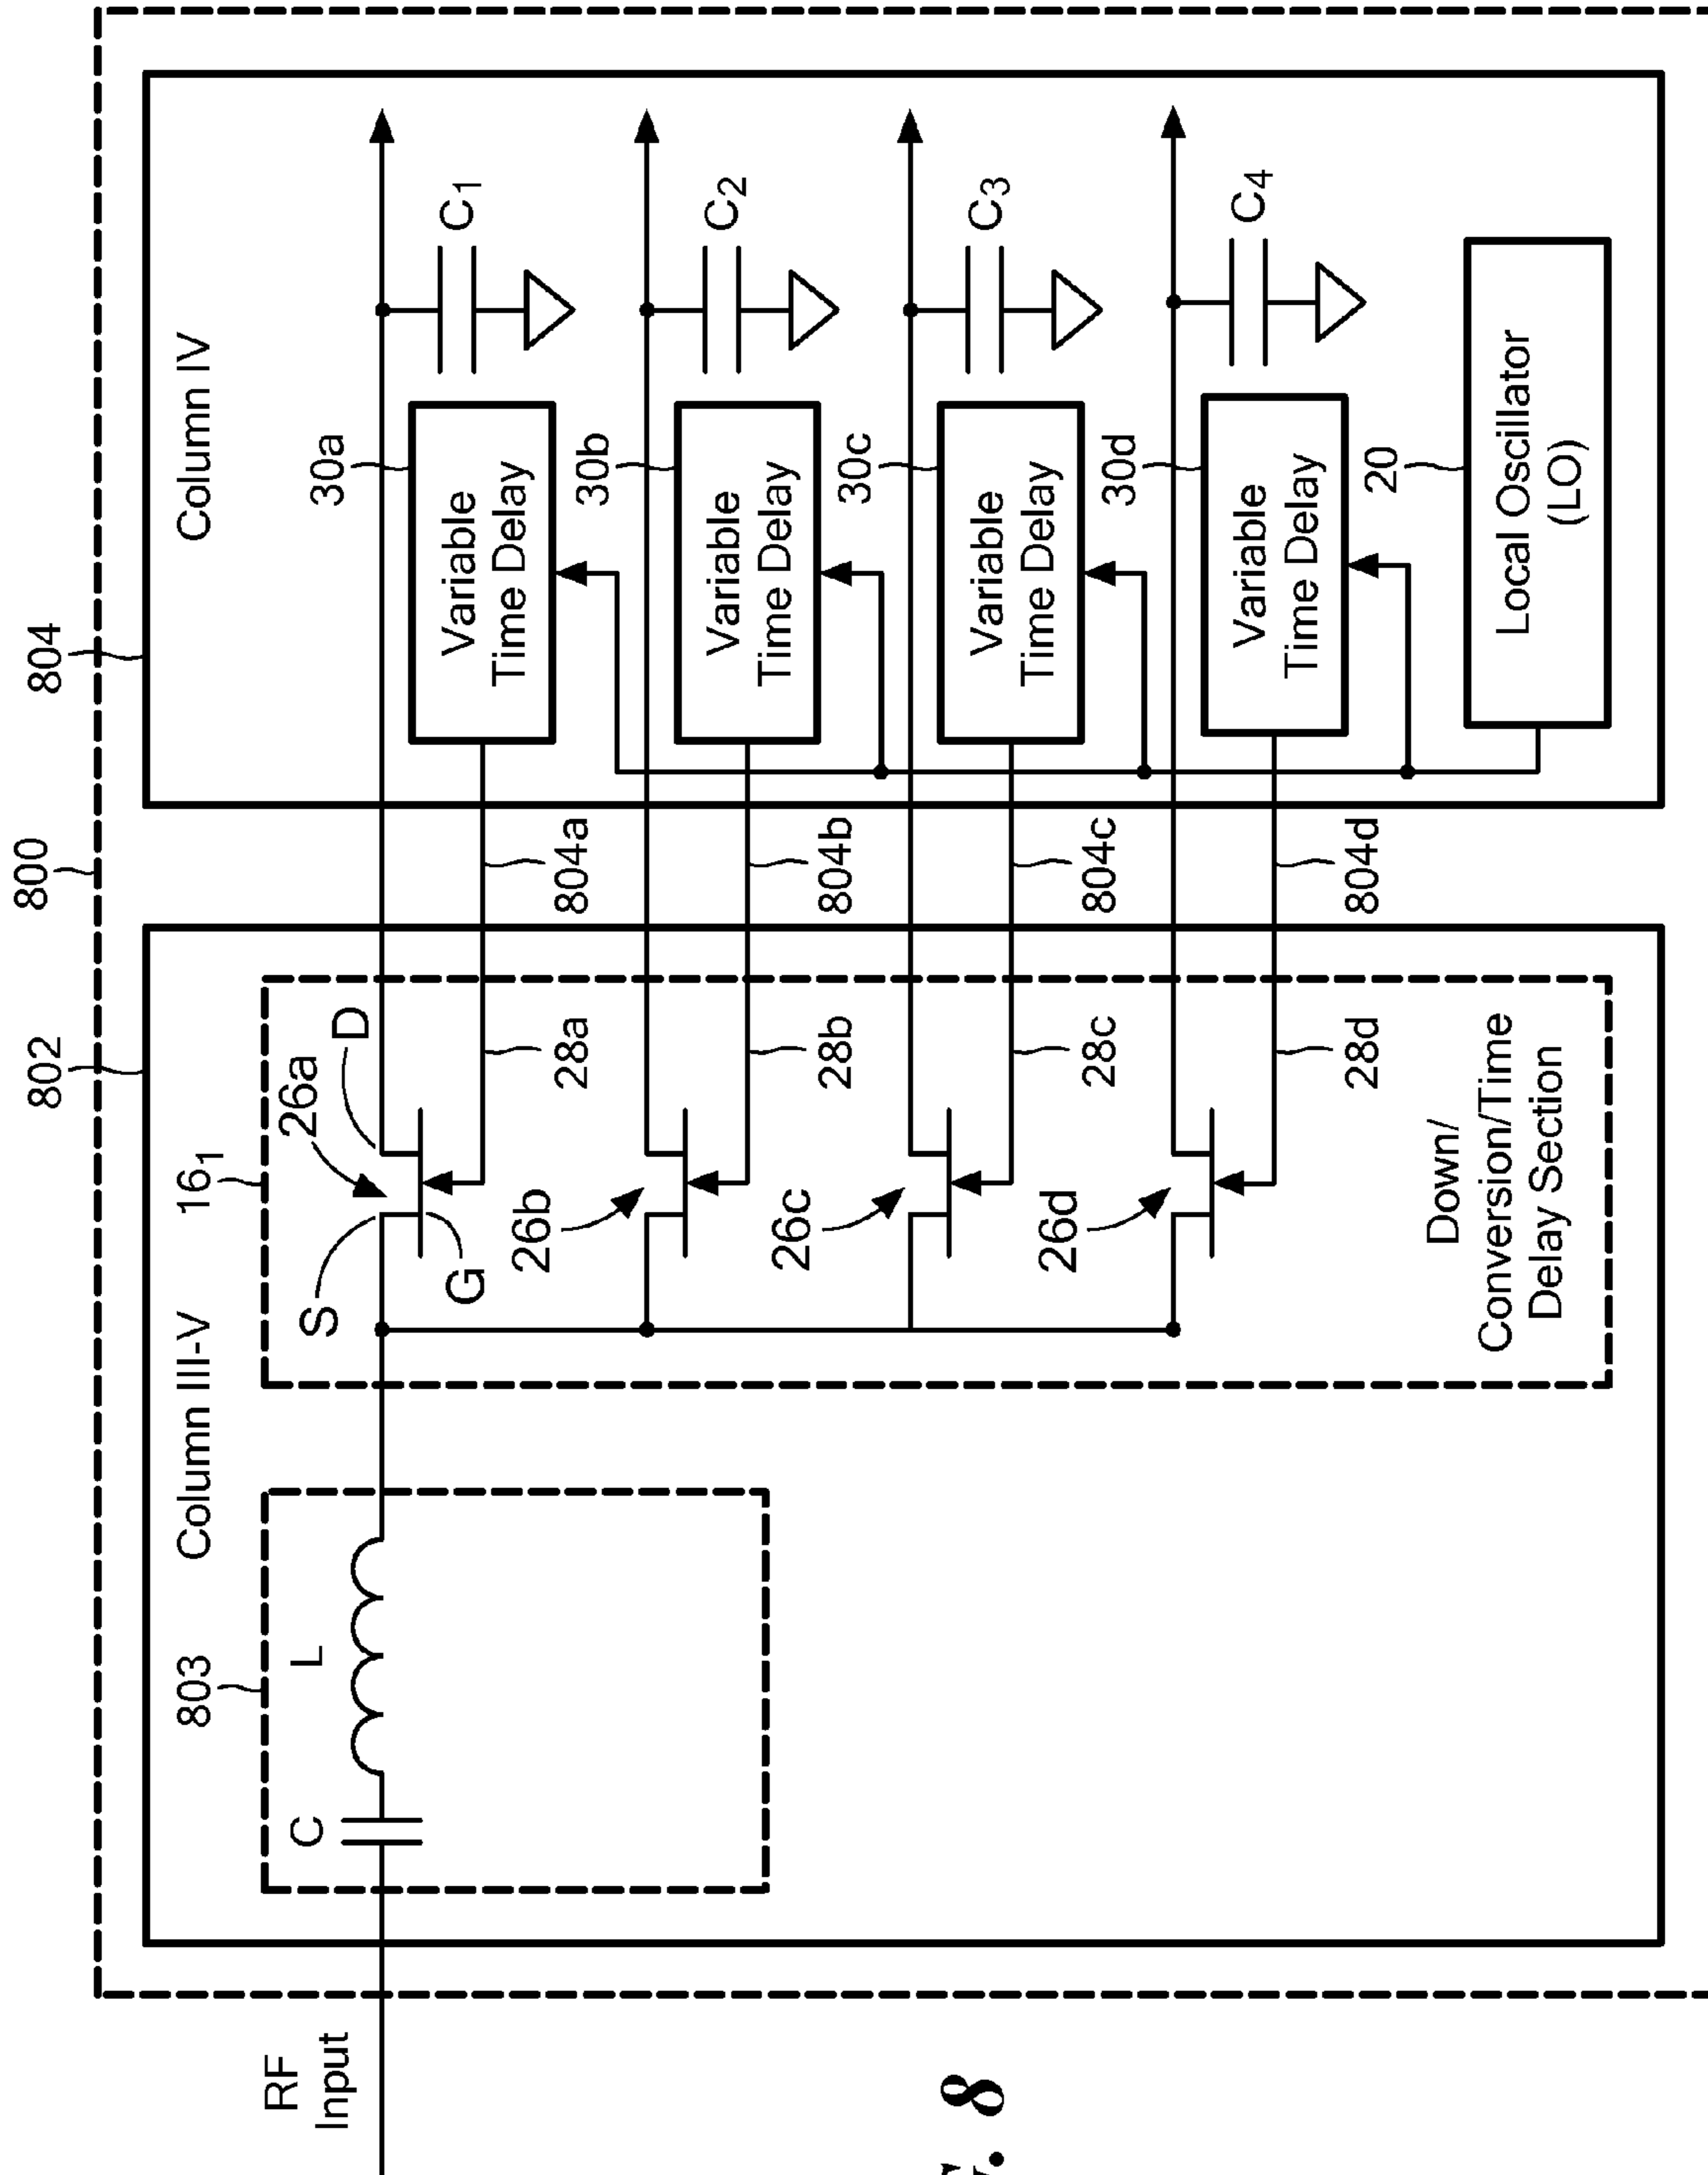 800
802
804
RF
Input
803
C
L
Column III-V
16₁
S
G
26a
D
28a
804a
26b
28b
804b
26c
28c
804c
26d
28d
804d
Down/
Conversion/Time
Delay Section
Column IV
30a
Variable
Time Delay
C₁
30b
Variable
Time Delay
C₂
30c
Variable
Time Delay
C₃
30d
Variable
Time Delay
C₄
20
Local Oscillator
(LO)
8